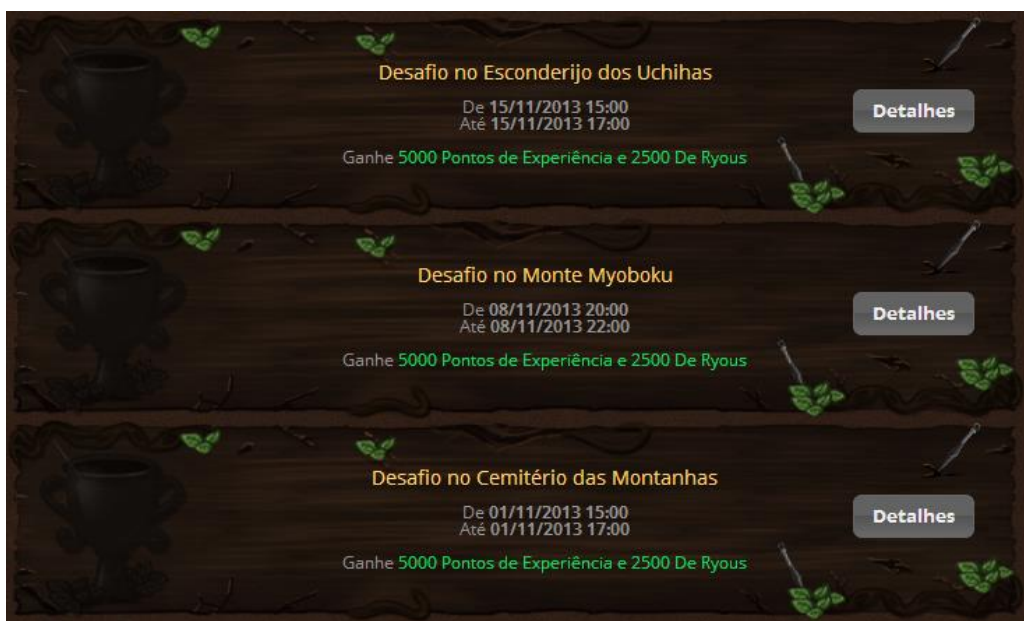 Desafio no Esconderijo dos Uchihas
De 15/11/2013 15:00
Até 15/11/2013 17:00
Detalhes
Ganhe 5000 Pontos de Experiência e 2500 De Ryous
Desafio no Monte Myoboku
De 08/11/2013 20:00
Até 08/11/2013 22:00
Detalhes
Ganhe 5000 Pontos de Experiência e 2500 De Ryous
Desafio no Cemitério das Montanhas
De 01/11/2013 15:00
Até 01/11/2013 17:00
Detalhes
Ganhe 5000 Pontos de Experiência e 2500 De Ryous